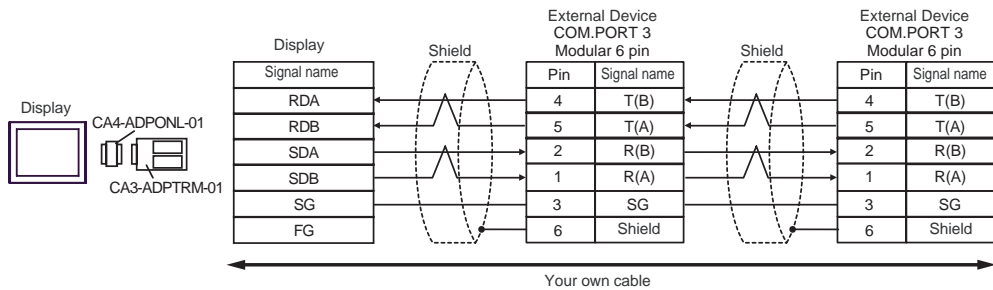 Display
CA4-ADPONL-01
CA3-ADPTRM-01
Display
Signal name
RDA
RDB
SDA
SDB
SG
FG
Shield
External Device
COM.PORT 3
Modular 6 pin
Pin Signal name
4 T(B)
5 T(A)
2 R(B)
1 R(A)
3 SG
6 Shield
Shield
External Device
COM.PORT 3
Modular 6 pin
Pin Signal name
4 T(B)
5 T(A)
2 R(B)
1 R(A)
3 SG
6 Shield
Your own cable